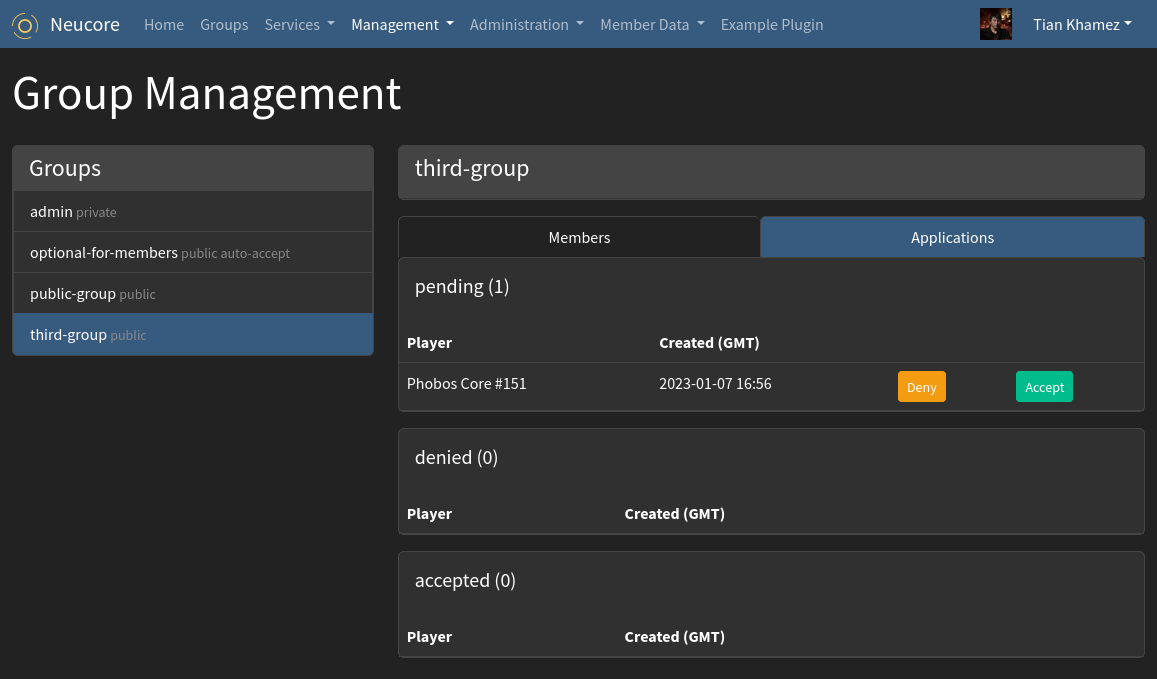 Neucore Home Groups Services Management Administration Member Data Example Plugin Tian Khamez
Group Management
Groups
admin private
optional-for-members public auto-accept
public-group public
third-group public
third-group
Members Applications
pending (1)
Player Created (GMT)
Phobos Core #151 2023-01-07 16:56 Deny Accept
denied (0)
Player Created (GMT)
accepted (0)
Player Created (GMT)